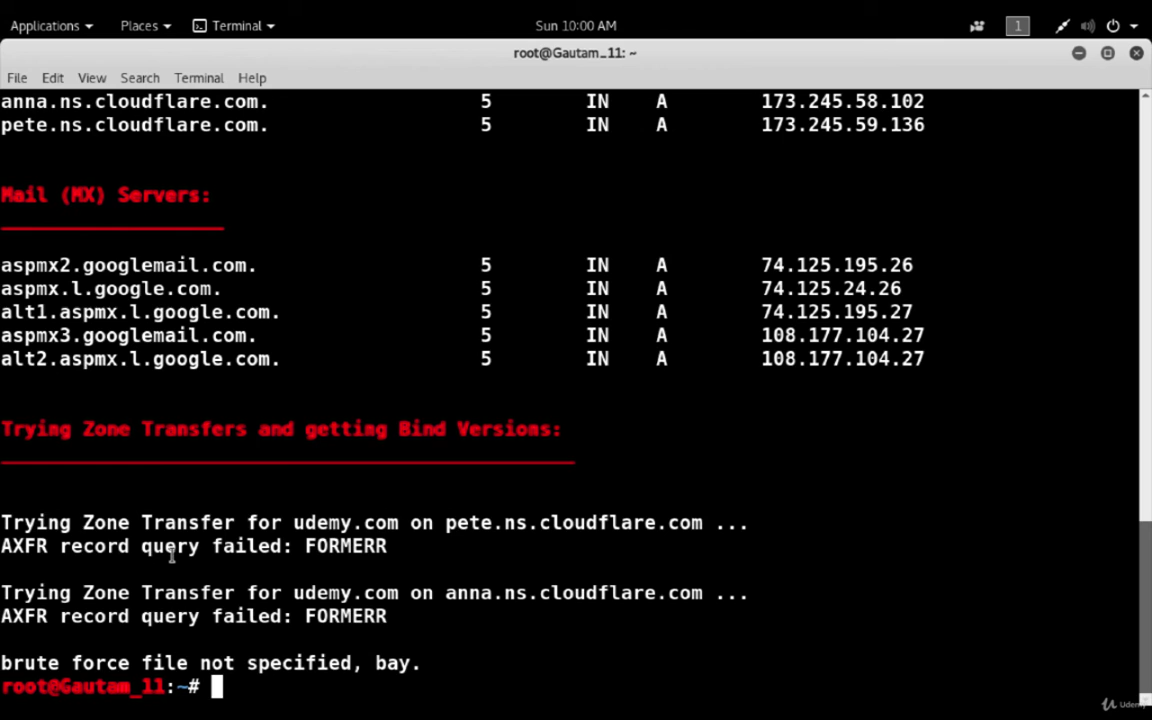 Applications Places Terminal Sun 10:00 AM 1
root@Gautam_11: ~
File Edit View Search Terminal Help
anna.ns.cloudflare.com. 5 IN A 173.245.58.102
pete.ns.cloudflare.com. 5 IN A 173.245.59.136
Mail (MX) Servers:
aspmx2.googlemail.com. 5 IN A 74.125.195.26
aspmx.l.google.com. 5 IN A 74.125.24.26
alt1.aspmx.l.google.com. 5 IN A 74.125.195.27
aspmx3.googlemail.com. 5 IN A 108.177.104.27
alt2.aspmx.l.google.com. 5 IN A 108.177.104.27
Trying Zone Transfers and getting Bind Versions:
Trying Zone Transfer for udemy.com on pete.ns.cloudflare.com ...
AXFR record query failed: FORMERR
Trying Zone Transfer for udemy.com on anna.ns.cloudflare.com ...
AXFR record query failed: FORMERR
brute force file not specified, bay.
root@Gautam_11:~#
Udemy